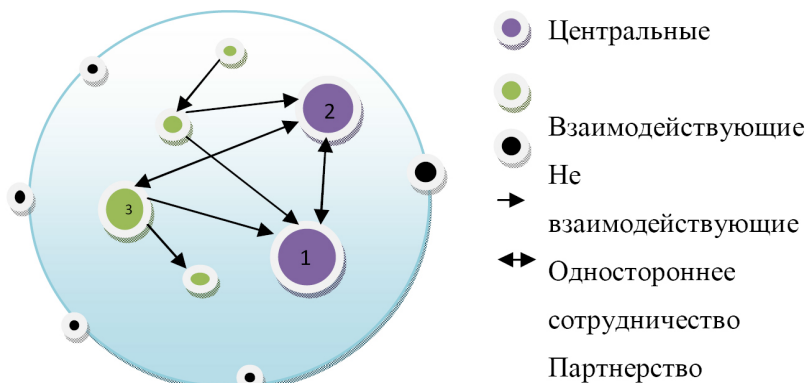 Центральные
2
Взаимодействующие
Не
3
взаимодействующие
1
Одностороннее
сотрудничество
Партнерство